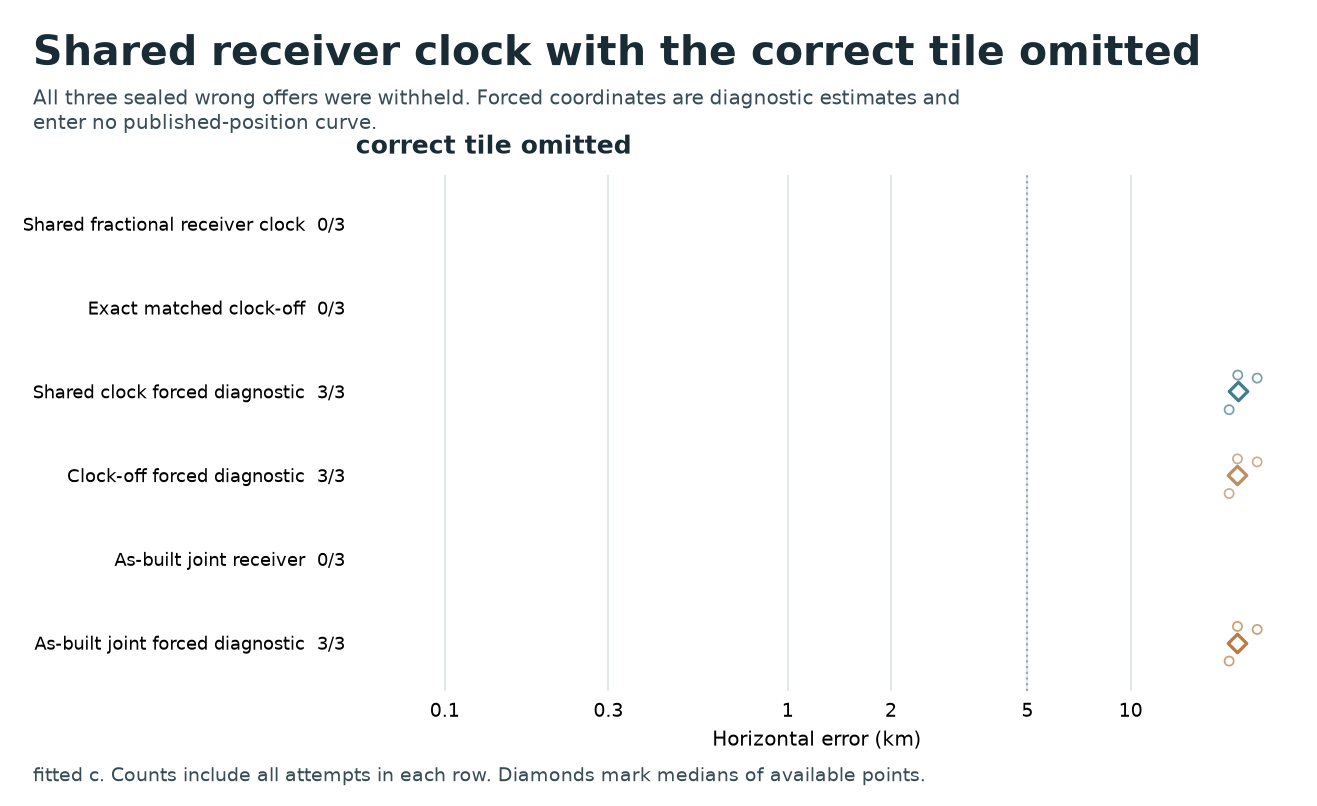 Shared receiver clock with the correct tile omitted
All three sealed wrong offers were withheld. Forced coordinates are diagnostic estimates and
enter no published-position curve.
correct tile omitted
Shared fractional receiver clock 0/3
Exact matched clock-off 0/3
Shared clock forced diagnostic 3/3
Clock-off forced diagnostic 3/3
As-built joint receiver 0/3
As-built joint forced diagnostic 3/3
0.1 0.3 1 2 5 10
Horizontal error (km)
fitted c. Counts include all attempts in each row. Diamonds mark medians of available points.